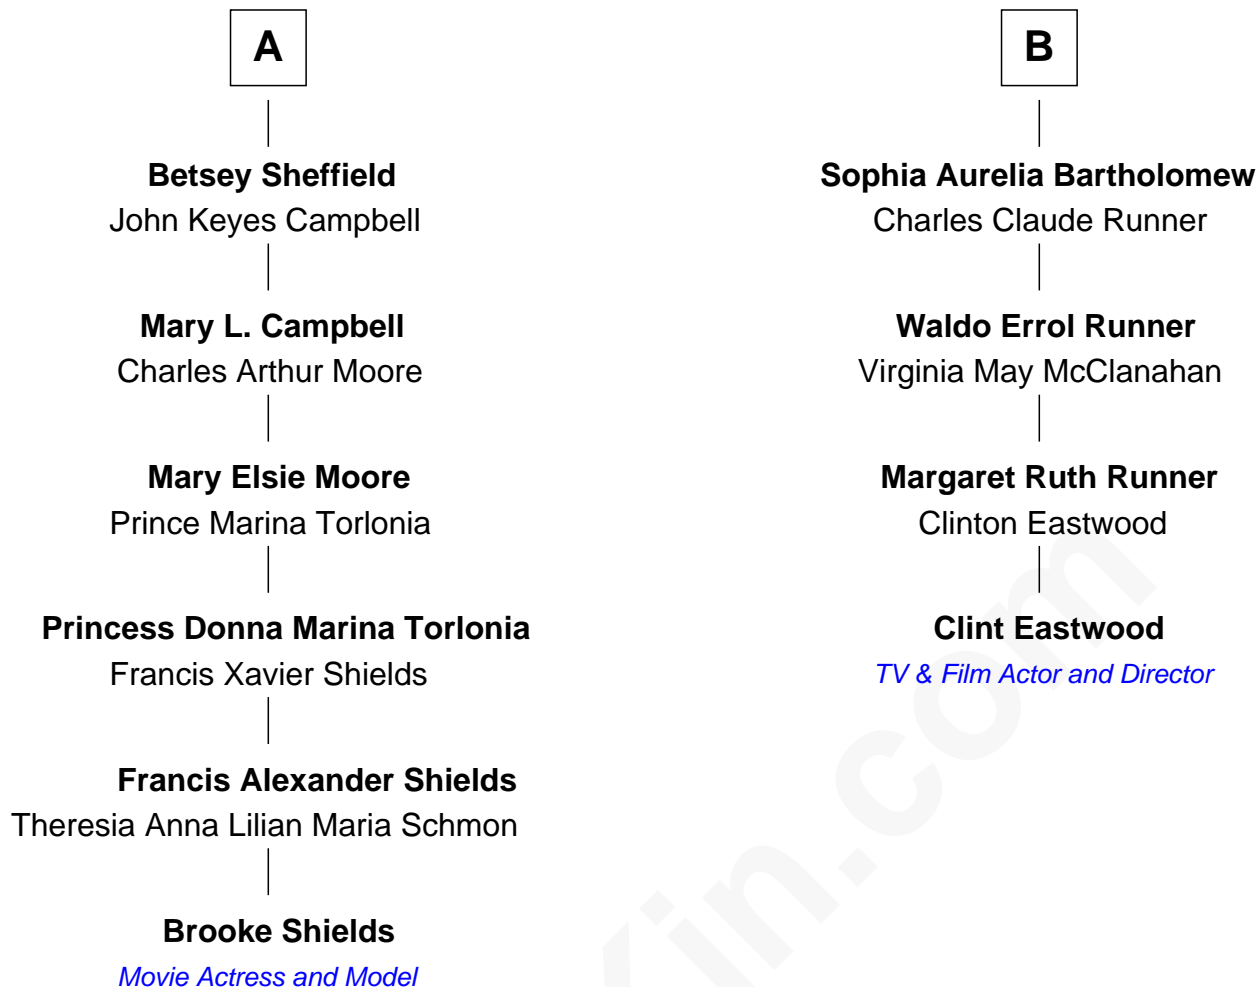 A
Betsey Sheffield
John Keyes Campbell
Mary L. Campbell
Charles Arthur Moore
Mary Elsie Moore
Prince Marina Torlonia
Princess Donna Marina Torlonia
Francis Xavier Shields
Francis Alexander Shields
Theresia Anna Lilian Maria Schmon
Brooke Shields
Movie Actress and Model
B
Sophia Aurelia Bartholomew
Charles Claude Runner
Waldo Errol Runner
Virginia May McClanahan
Margaret Ruth Runner
Clinton Eastwood
Clint Eastwood
TV & Film Actor and Director
in.com